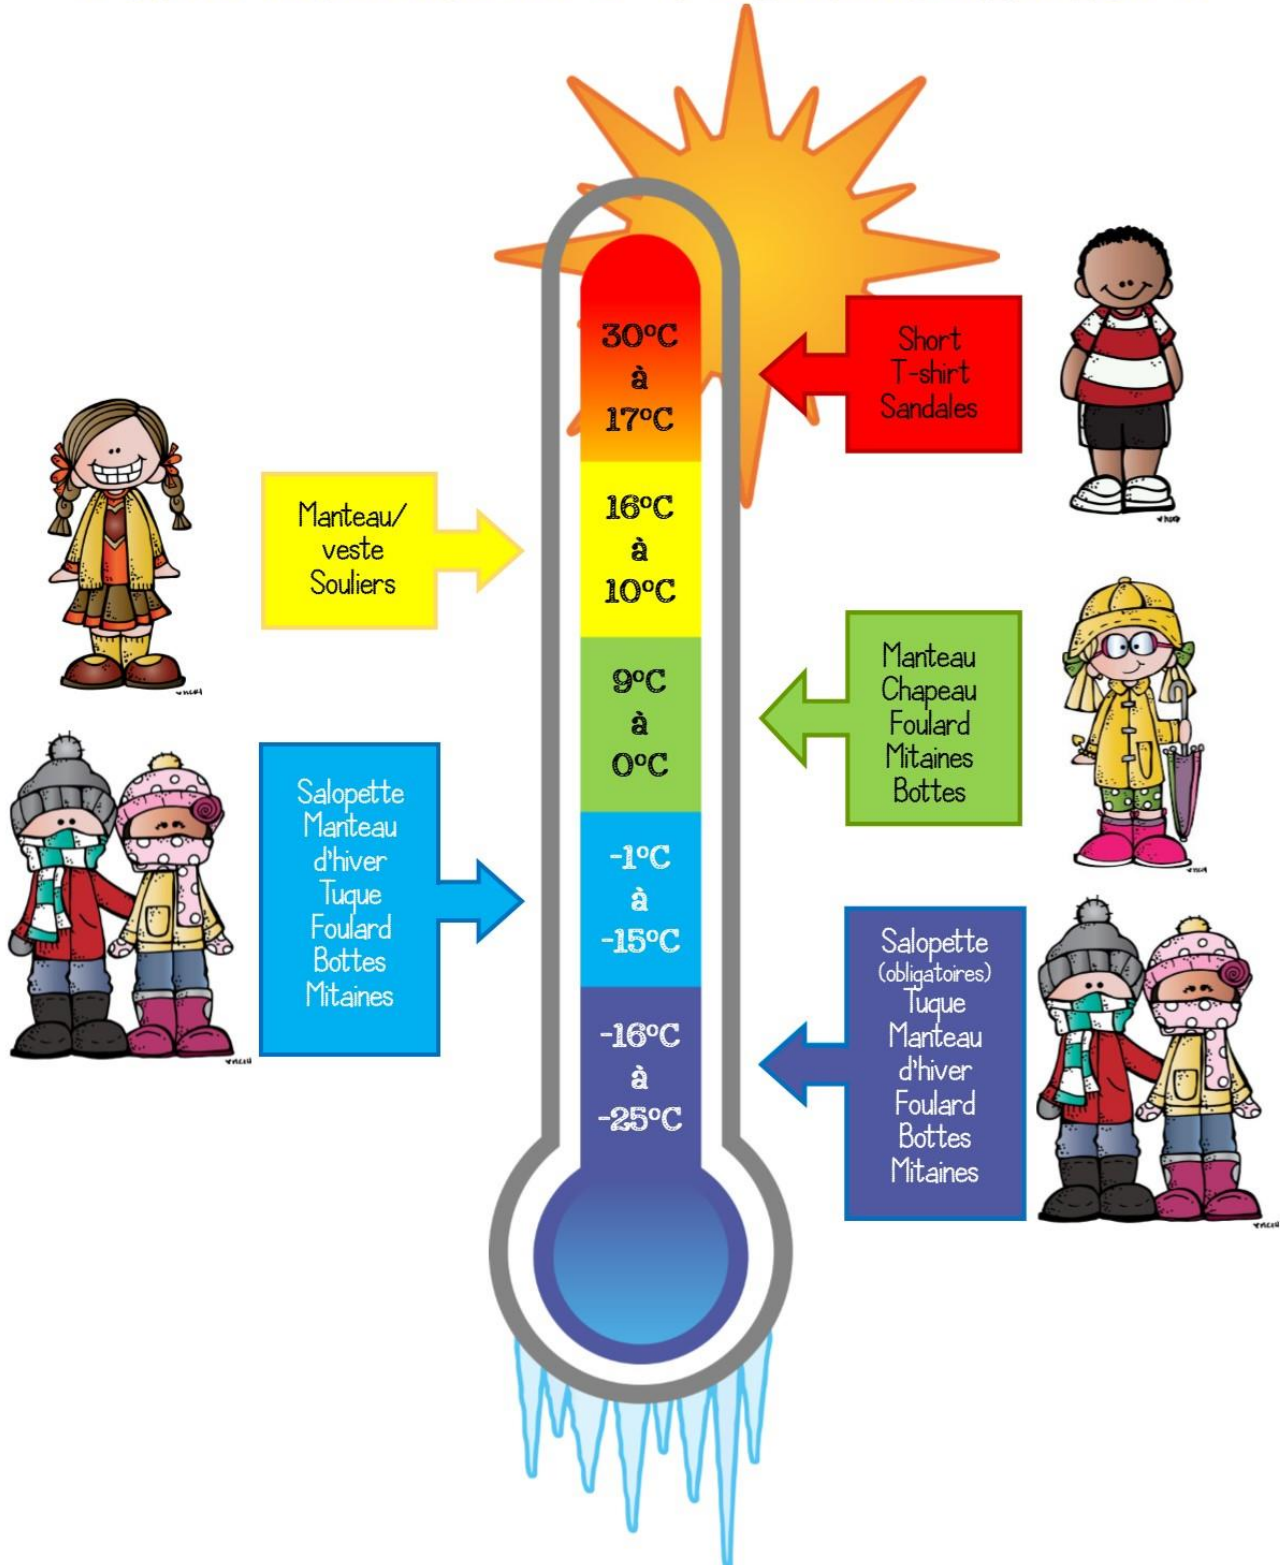 30°C
à
17°C
Short
T-shirt
Sandales
Manteau/
veste
Souliers
16°C
à
10°C
9°C
à
0°C
Manteau
Chapeau
Foulard
Mitaines
Bottes
Salopette
Manteau
d'hiver
Tuque
Foulard
Bottes
Mitaines
-1°C
à
-15°C
-16°C
à
-25°C
Salopette
(obligatoires)
Tuque
Manteau
d'hiver
Foulard
Bottes
Mitaines